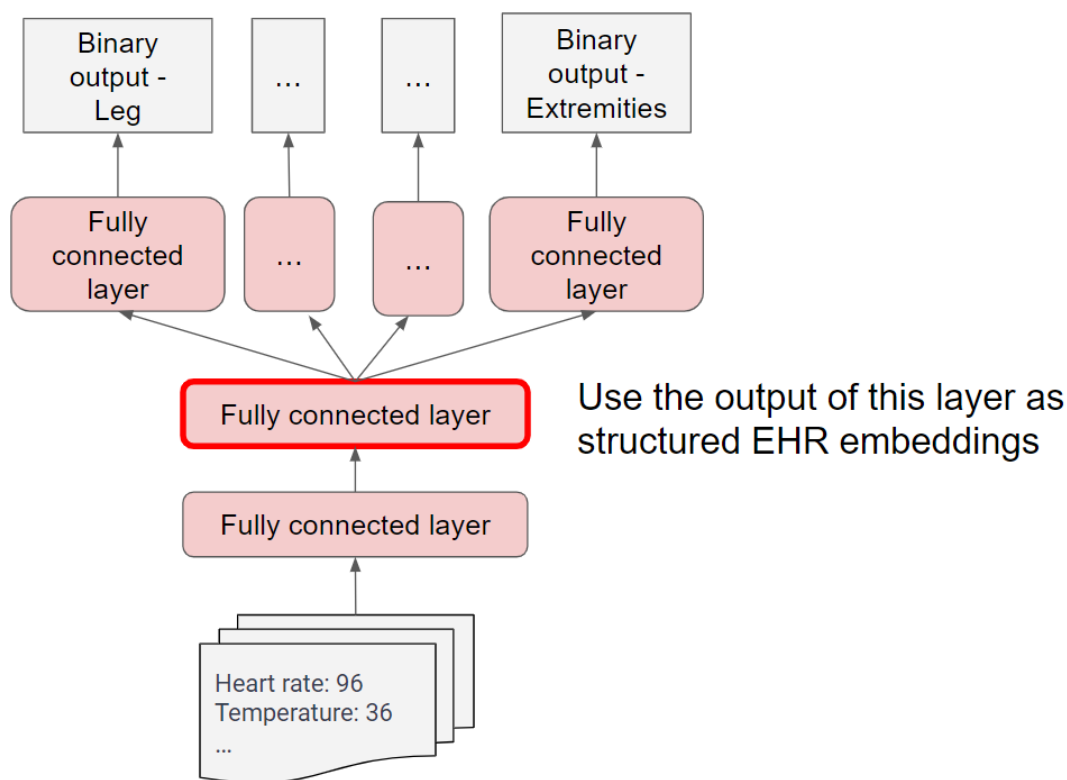 Binary
output -
Leg
...
...
Binary
output -
Extremities
Fully
connected
layer
...
...
Fully
connected
layer
Fully connected layer
Use the output of this layer as
structured EHR embeddings
Fully connected layer
Heart rate: 96
Temperature: 36
...